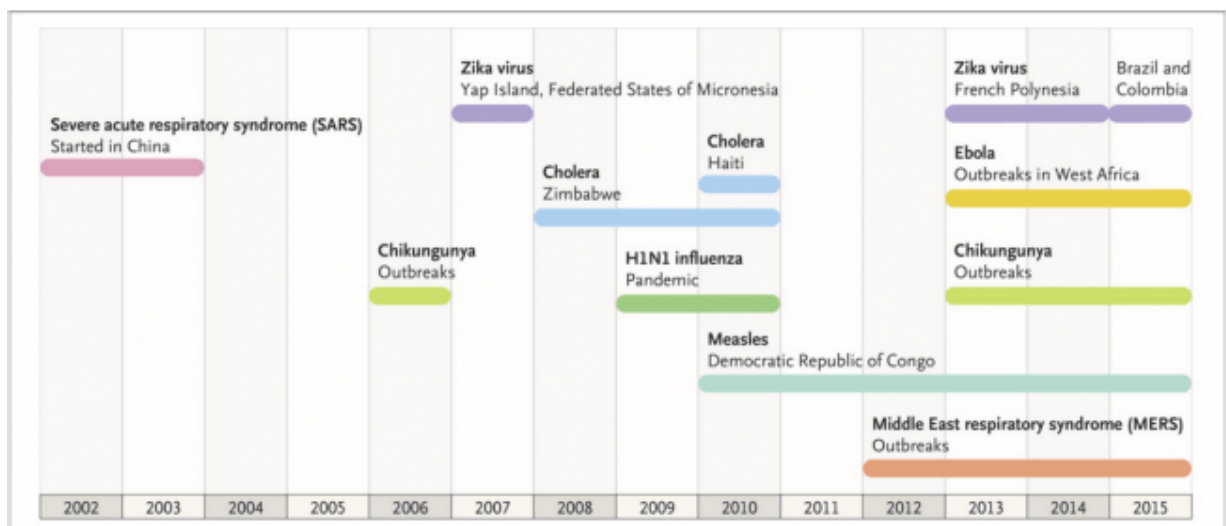 Zika virus
Yap Island, Federated States of Micronesia
Zika virus
French Polynesia
Brazil and
Colombia
Severe acute respiratory syndrome (SARS)
Started in China
Cholera
Haiti
Cholera
Zimbabwe
Ebola
Outbreaks in West Africa
Chikungunya
Outbreaks
H1N1 influenza
Pandemic
Chikungunya
Outbreaks
Measles
Democratic Republic of Congo
Middle East respiratory syndrome (MERS)
Outbreaks
2002 2003 2004 2005 2006 2007 2008 2009 2010 2011 2012 2013 2014 2015